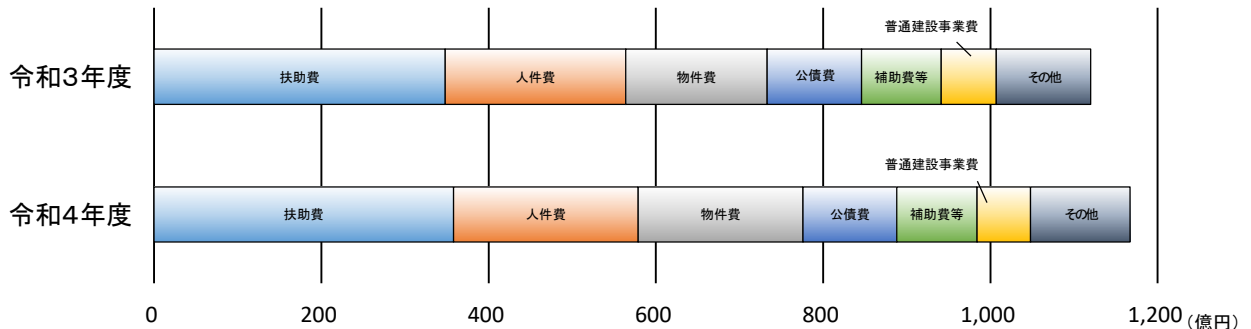 普通建設事業費
令和３年度
扶助費 人件費 物件費 公債費 補助費等 その他
普通建設事業費
令和４年度
扶助費 人件費 物件費 公債費 補助費等 その他
0 200 400 600 800 1,000 1,200 (億円)